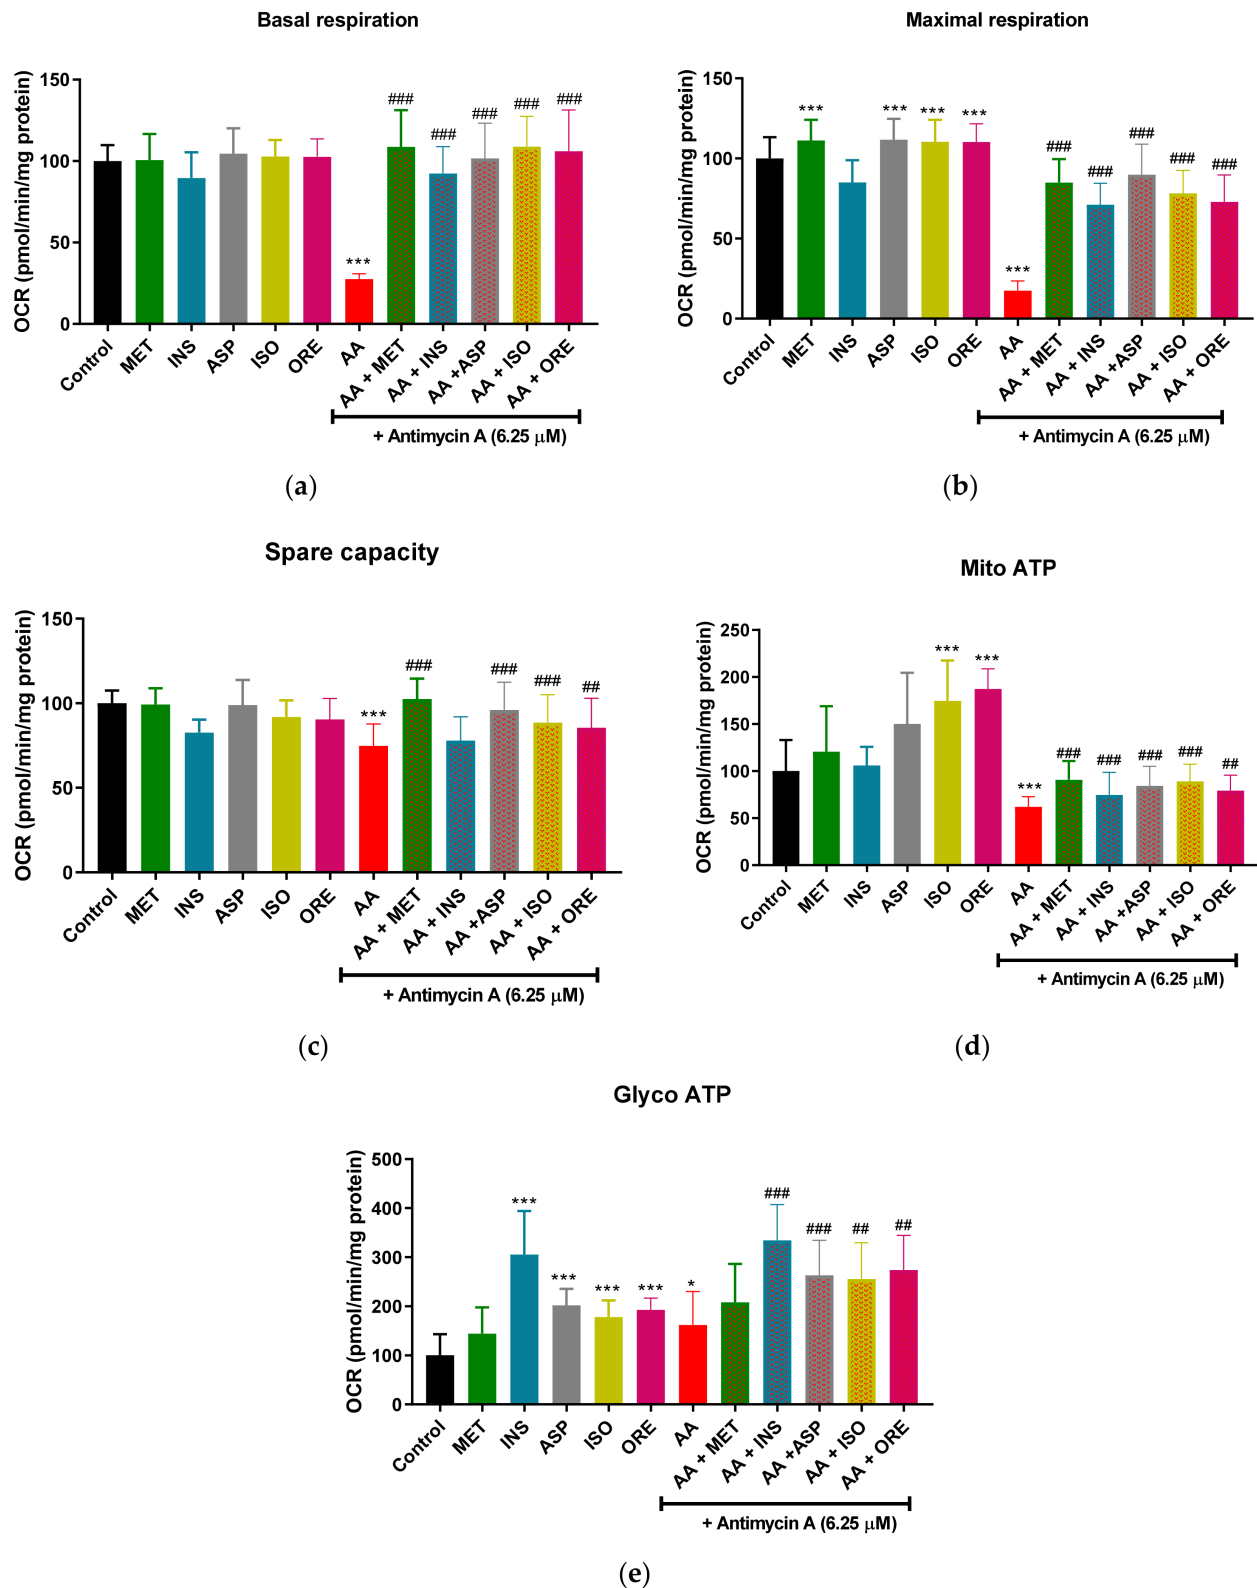 Basal respiration
OCR (pmol/min/mg protein)
150
100
50
0
###
###
###
###
###
***
Control
MET
INS
ASP
ISO
ORE
AA
AA + MET
AA + INS
AA +ASP
AA + ISO
AA + ORE
+ Antimycin A (6.25 µM)
(a)
Maximal respiration
OCR (pmol/min/mg protein)
150
100
50
0
***
***
***
***
***
###
###
###
###
###
Control
MET
INS
ASP
ISO
ORE
AA
AA + MET
AA + INS
AA +ASP
AA + ISO
AA + ORE
+ Antimycin A (6.25 µM)
(b)
Spare capacity
OCR (pmol/min/mg protein)
150
100
50
0
***
###
###
###
##
Control
MET
INS
ASP
ISO
ORE
AA
AA + MET
AA + INS
AA +ASP
AA + ISO
AA + ORE
+ Antimycin A (6.25 µM)
(c)
Mito ATP
OCR (pmol/min/mg protein)
250
200
150
100
50
0
***
***
***
###
###
###
###
##
Control
MET
INS
ASP
ISO
ORE
AA
AA + MET
AA + INS
AA +ASP
AA + ISO
AA + ORE
+ Antimycin A (6.25 µM)
(d)
Glyco ATP
OCR (pmol/min/mg protein)
500
400
300
200
100
0
***
***
***
***
*
###
###
##
##
Control
MET
INS
ASP
ISO
ORE
AA
AA + MET
AA + INS
AA +ASP
AA + ISO
AA + ORE
+ Antimycin A (6.25 µM)
(e)